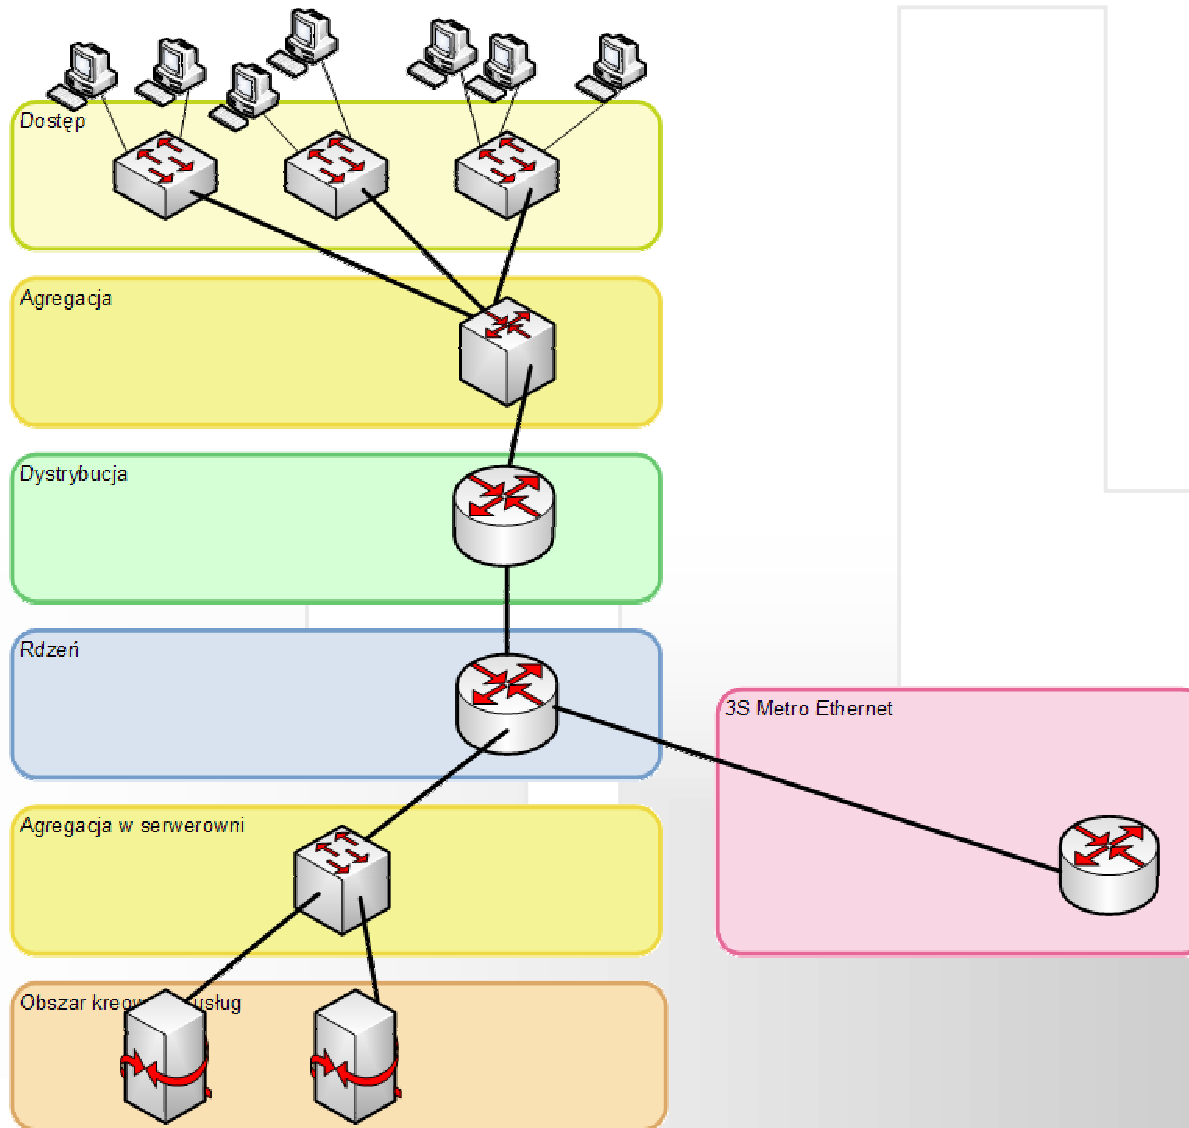 Dostęp
Agregacja
Dystrybucja
Rdzeń
3S Metro Ethernet
Agregacja w serwerowni
Obszar usług